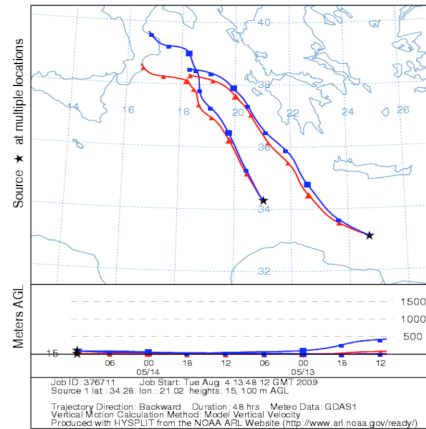 40
14
16
18
20
22
24
26
38
36
34
32
Source ★ at multiple locations
Meters AGL
1500
1000
500
15
06 00 18 12 06 00 18 12
05/14 05/13
Job ID: 376711 Job Start: Tue Aug 4 13:48:12 GMT 2009
Source 1 lat.: 34.26 lon.: 21.02 heights: 15, 100 m AGL
Trajectory Direction: Backward Duration: 48 hrs Meteo Data: GDAS1
Vertical Motion Calculation Method: Model Vertical Velocity
Produced with HYSPLIT from the NOAA ARL Website (http://www.arl.noaa.gov/ready/)